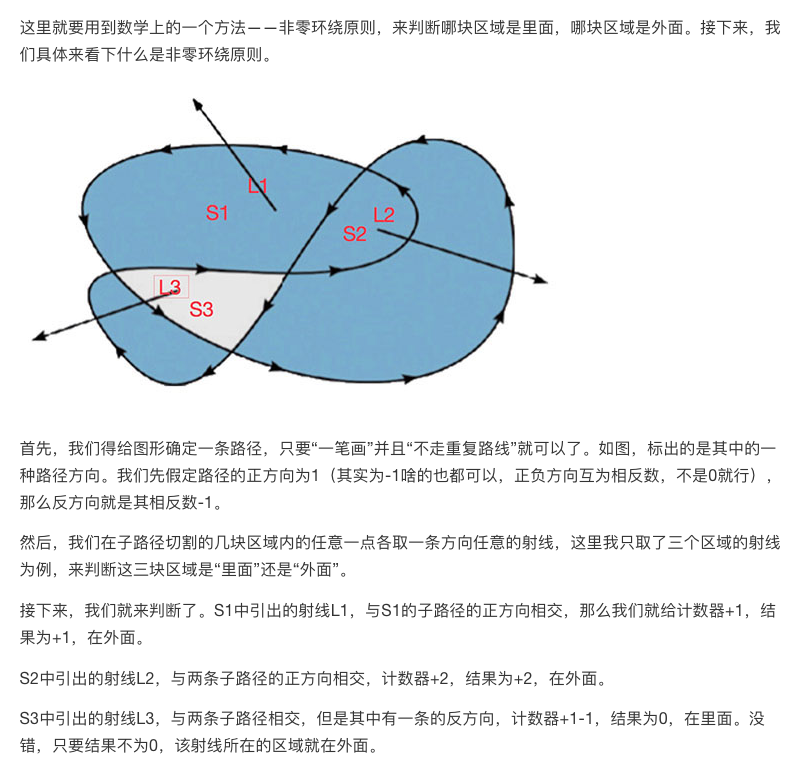 这里就要用到数学上的一个方法——非零环绕原则，来判断哪块区域是里面，哪块区域是外面。接下来，我
们具体来看下什么是非零环绕原则。
L1
S1
L2
S2
L3
S3
首先，我们得给图形确定一条路径，只要“一笔画”并且“不走重复路线”就可以了。如图，标出的是其中的一
种路径方向。我们先假定路径的正方向为1（其实为-1啥的也都可以，正负方向互为相反数，不是0就行），
那么反方向就是其相反数-1。
然后，我们在子路径切割的几块区域内的任意一点各取一条方向任意的射线，这里我只取了三个区域的射线
为例，来判断这三块区域是“里面”还是“外面”。
接下来，我们就来判断了。S1中引出的射线L1，与S1的子路径的正方向相交，那么我们就给计数器+1，结
果为+1，在外面。
S2中引出的射线L2，与两条子路径的正方向相交，计数器+2，结果为+2，在外面。
S3中引出的射线L3，与两条子路径相交，但是其中有一条的反方向，计数器+1-1，结果为0，在里面。没
错，只要结果不为0，该射线所在的区域就在外面。